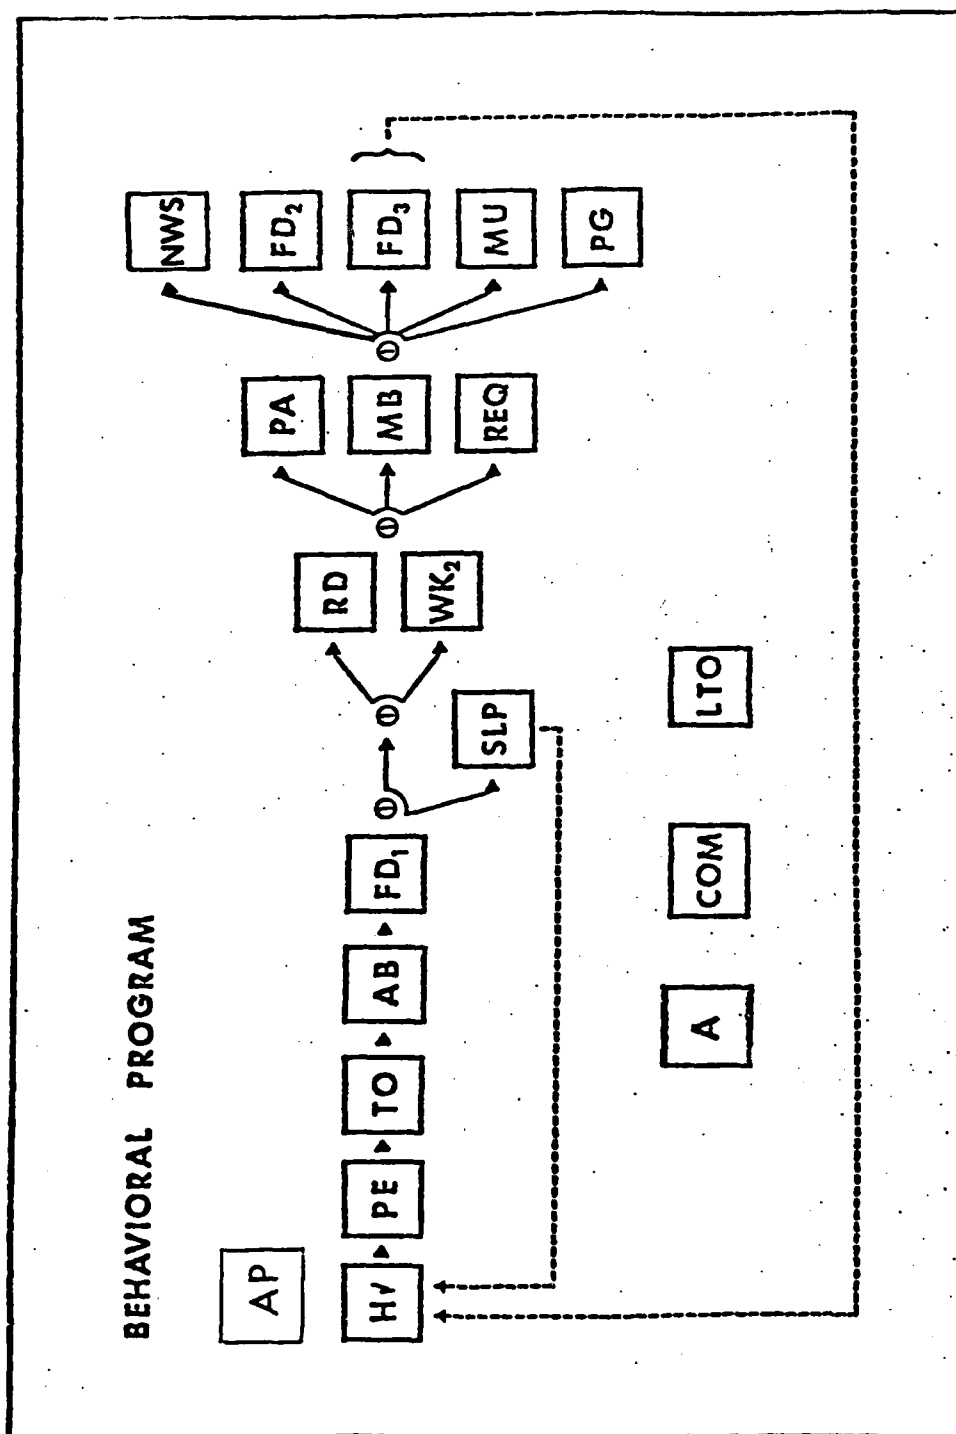 BEHAVIORAL PROGRAM
AP
H√
PE
TO
AB
FD₁
SLP
RD
WK₂
PA
MB
REQ
NWS
FD₂
FD₃
MU
PG
A
COM
LTO